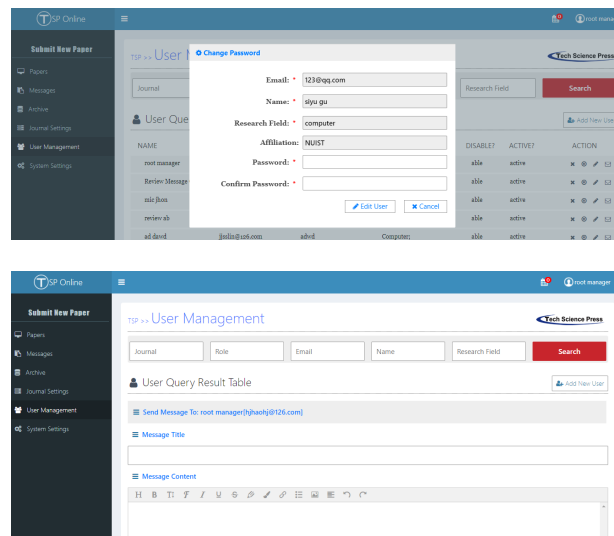 TSP Online
root mana
Submit New Paper
Papers
Messages
Archive
Journal Settings
User Management
System Settings
TSP >> User
Tech Science Press
Journal
Research Field
Search
User Que
Add New Use
Change Password
Email: * 123@qq.com
Name: * siyu gu
Research Field: * computer
Affiliation: NUIST
Password: *
Confirm Password: *
Edit User
Cancel
NAME DISABLE? ACTIVE? ACTION
root manager able active
Review Message able active
mic jhon able active
review ab able active
ad dawd jjsslin@126.com adwd Computer; able active
TSP Online
root manager
Submit New Paper
Papers
Messages
Archive
Journal Settings
User Management
System Settings
TSP >> User Management
Tech Science Press
Journal Role Email Name Research Field Search
User Query Result Table
Add New User
Send Message To: root manager[hjhaohj@126.com]
Message Title
Message Content
H B T F I U S